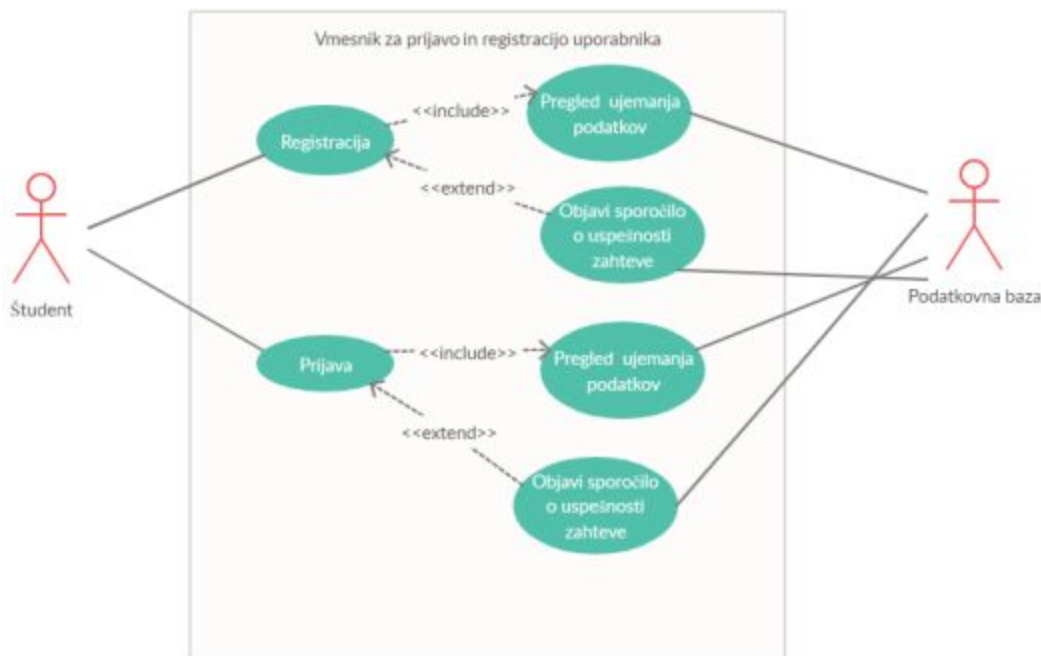 Vmesnik za prijavo in registracijo uporabnika
<<include>>
Pregled ujemanja
podatkov
Registracija
<<extend>>
Objavi sporočilo
o uspešnosti
zahteve
Študent
Podatkovna baza
Prijava
<<include>>
Pregled ujemanja
podatkov
<<extend>>
Objavi sporočilo
o uspešnosti
zahteve